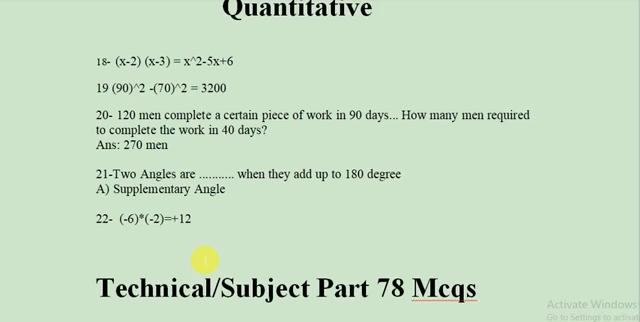 Quantitative
18- (x-2) (x-3) = x^2-5x+6
19 (90)^2 -(70)^2 = 3200
20- 120 men complete a certain piece of work in 90 days... How many men required
to complete the work in 40 days?
Ans: 270 men
21-Two Angles are ........... when they add up to 180 degree
A) Supplementary Angle
22- (-6)*(-2)=+12
Technical/Subject Part 78 Mcqs
Activate Windows
Go to Settings to activat